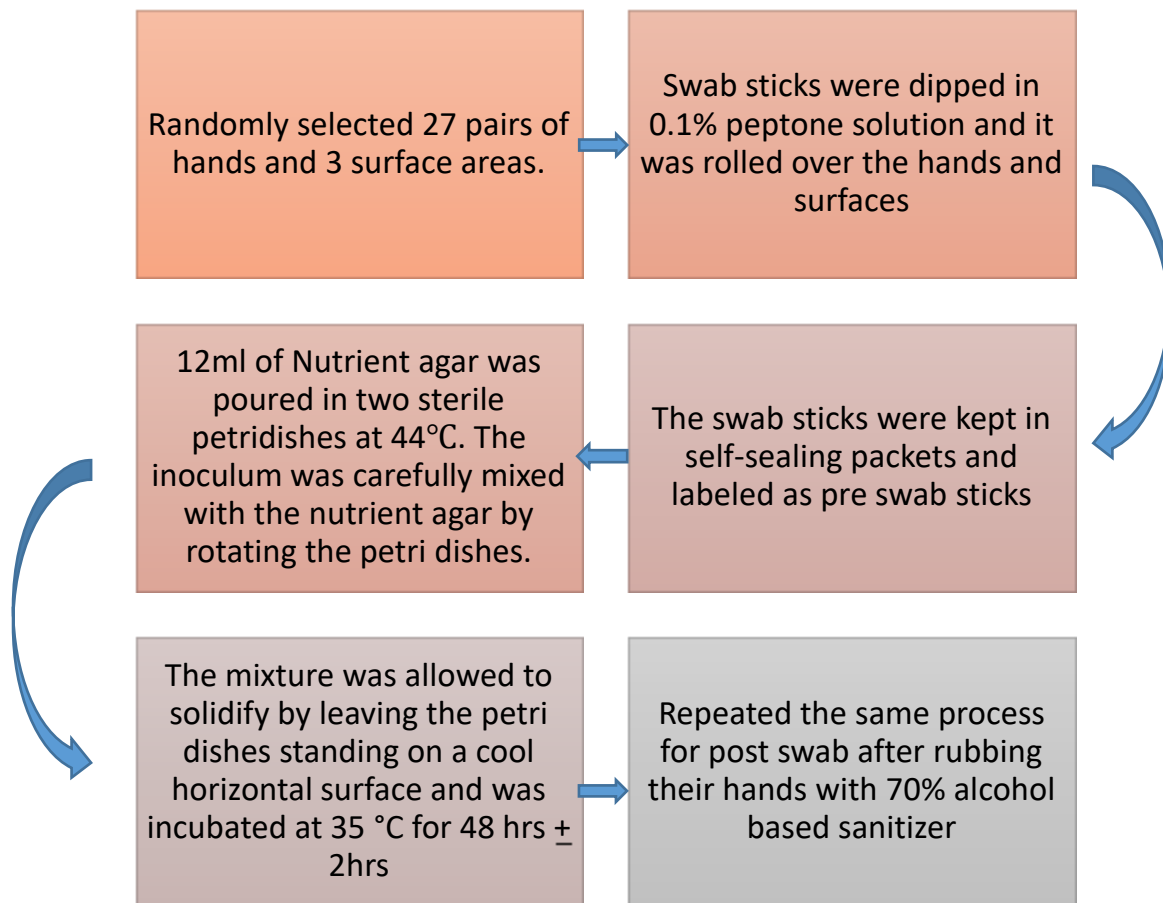 Randomly selected 27 pairs of
hands and 3 surface areas.
Swab sticks were dipped in
0.1% peptone solution and it
was rolled over the hands and
surfaces
The swab sticks were kept in
self-sealing packets and
labeled as pre swab sticks
12ml of Nutrient agar was
poured in two sterile
petridishes at 44℃. The
inoculum was carefully mixed
with the nutrient agar by
rotating the petri dishes.
The mixture was allowed to
solidify by leaving the petri
dishes standing on a cool
horizontal surface and was
incubated at 35 °C for 48 hrs ±
2hrs
Repeated the same process
for post swab after rubbing
their hands with 70% alcohol
based sanitizer